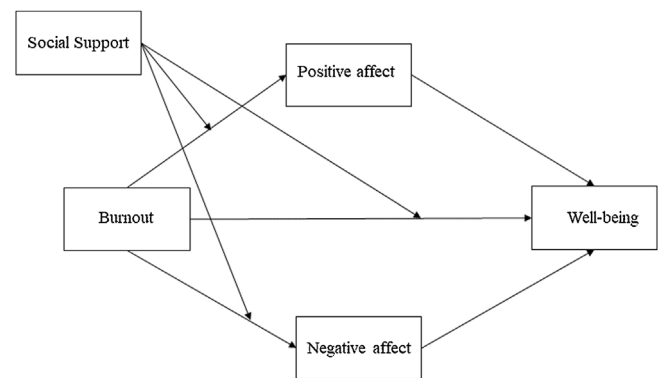 Social Support
Positive affect
Burnout
Well-being
Negative affect